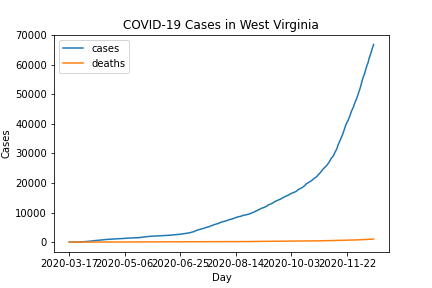 COVID-19 Cases in West Virginia
cases
deaths
70000
60000
50000
40000
30000
20000
10000
0
Cases
2020-03-17 2020-05-06 2020-06-25 2020-08-14 2020-10-03 2020-11-22
Day